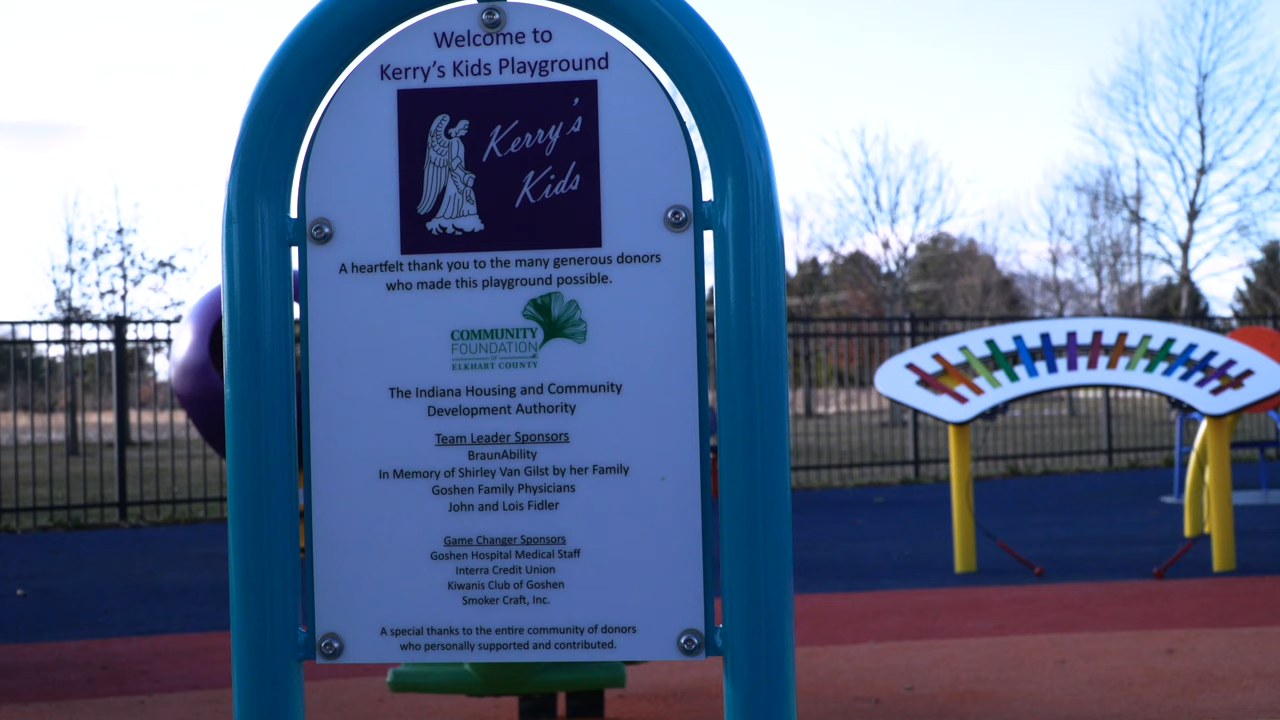 Welcome to
Kerry's Kids Playground
Kerry's
Kids
A heartfelt thank you to the many generous donors
who made this playground possible.
COMMUNITY
FOUNDATION
OF
ELKHART COUNTY
The Indiana Housing and Community
Development Authority
Team Leader Sponsors
BraunAbility
In Memory of Shirley Van Gilst by her Family
Goshen Family Physicians
John and Lois Fidler
Game Changer Sponsors
Goshen Hospital Medical Staff
Interra Credit Union
Kiwanis Club of Goshen
Smoker Craft, Inc.
A special thanks to the entire community of donors
who personally supported and contributed.